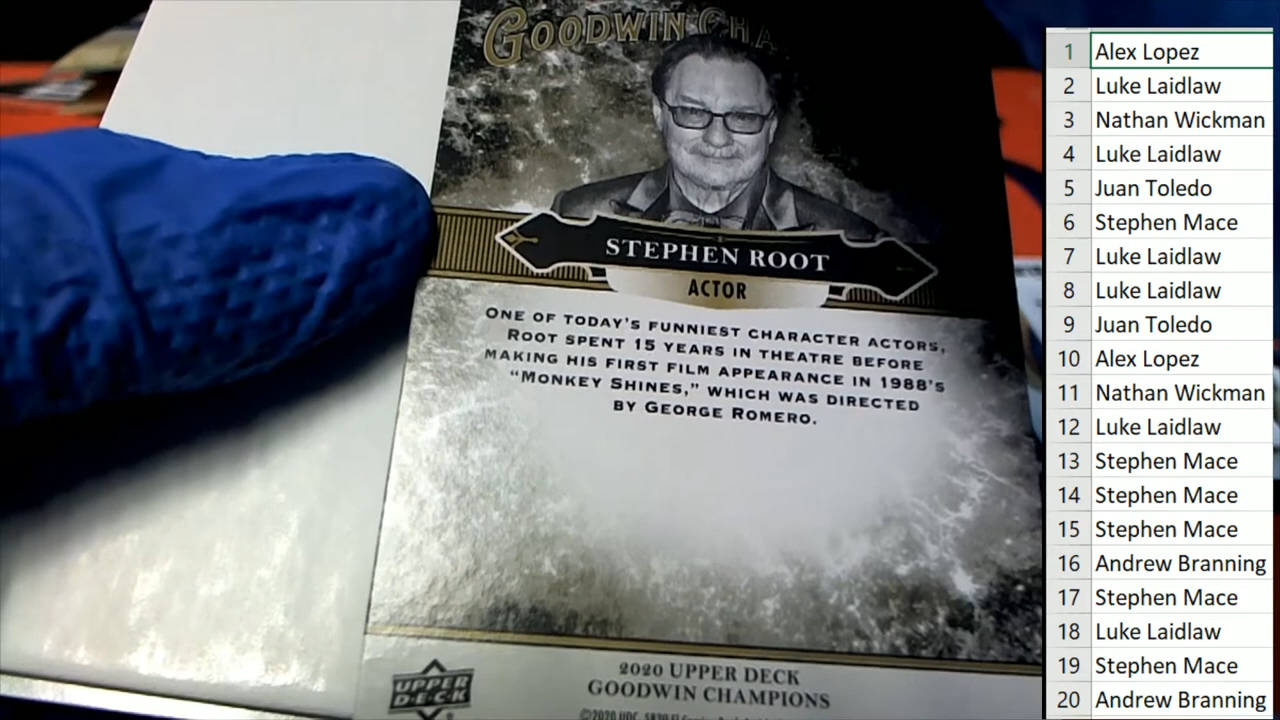 GOODWIN CHA
STEPHEN ROOT
ACTOR
ONE OF TODAY'S FUNNIEST CHARACTER ACTORS,
ROOT SPENT 15 YEARS IN THEATRE BEFORE
MAKING HIS FIRST FILM APPEARANCE IN 1988'S
"MONKEY SHINES," WHICH WAS DIRECTED
BY GEORGE ROMERO.
UPPER
DECK
2020 UPPER DECK
GOODWIN CHAMPIONS
©2020 UDC.
1 Alex Lopez
2 Luke Laidlaw
3 Nathan Wickman
4 Luke Laidlaw
5 Juan Toledo
6 Stephen Mace
7 Luke Laidlaw
8 Luke Laidlaw
9 Juan Toledo
10 Alex Lopez
11 Nathan Wickman
12 Luke Laidlaw
13 Stephen Mace
14 Stephen Mace
15 Stephen Mace
16 Andrew Branning
17 Stephen Mace
18 Luke Laidlaw
19 Stephen Mace
20 Andrew Branning